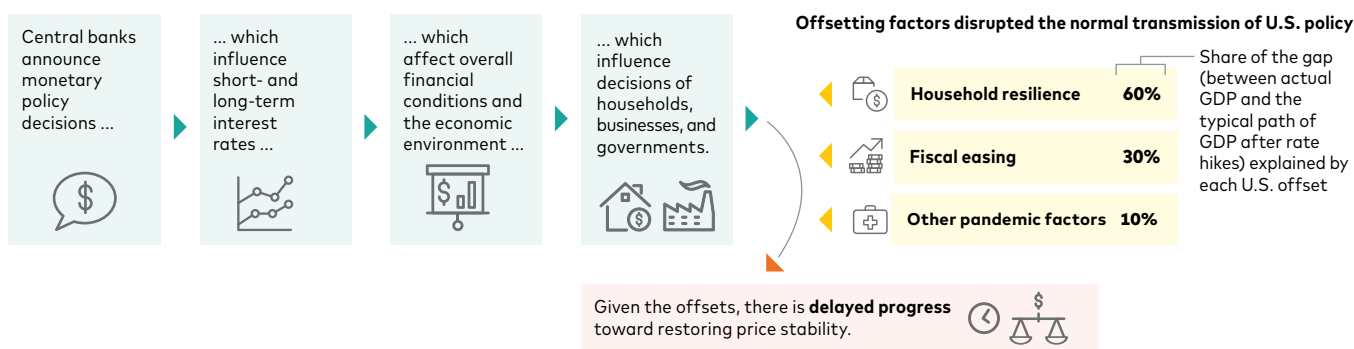 Central banks
announce
monetary
policy
decisions ...
... which
influence
short- and
long-term
interest
rates ...
... which
affect overall
financial
conditions and
the economic
environment ...
... which
influence
decisions of
households,
businesses, and
governments.
Offsetting factors disrupted the normal transmission of U.S. policy
Household resilience 60%
Fiscal easing 30%
Other pandemic factors 10%
Share of the gap
(between actual
GDP and the
typical path of
GDP after rate
hikes) explained by
each U.S. offset
Given the offsets, there is delayed progress
toward restoring price stability.
$
$
$
$
$
$